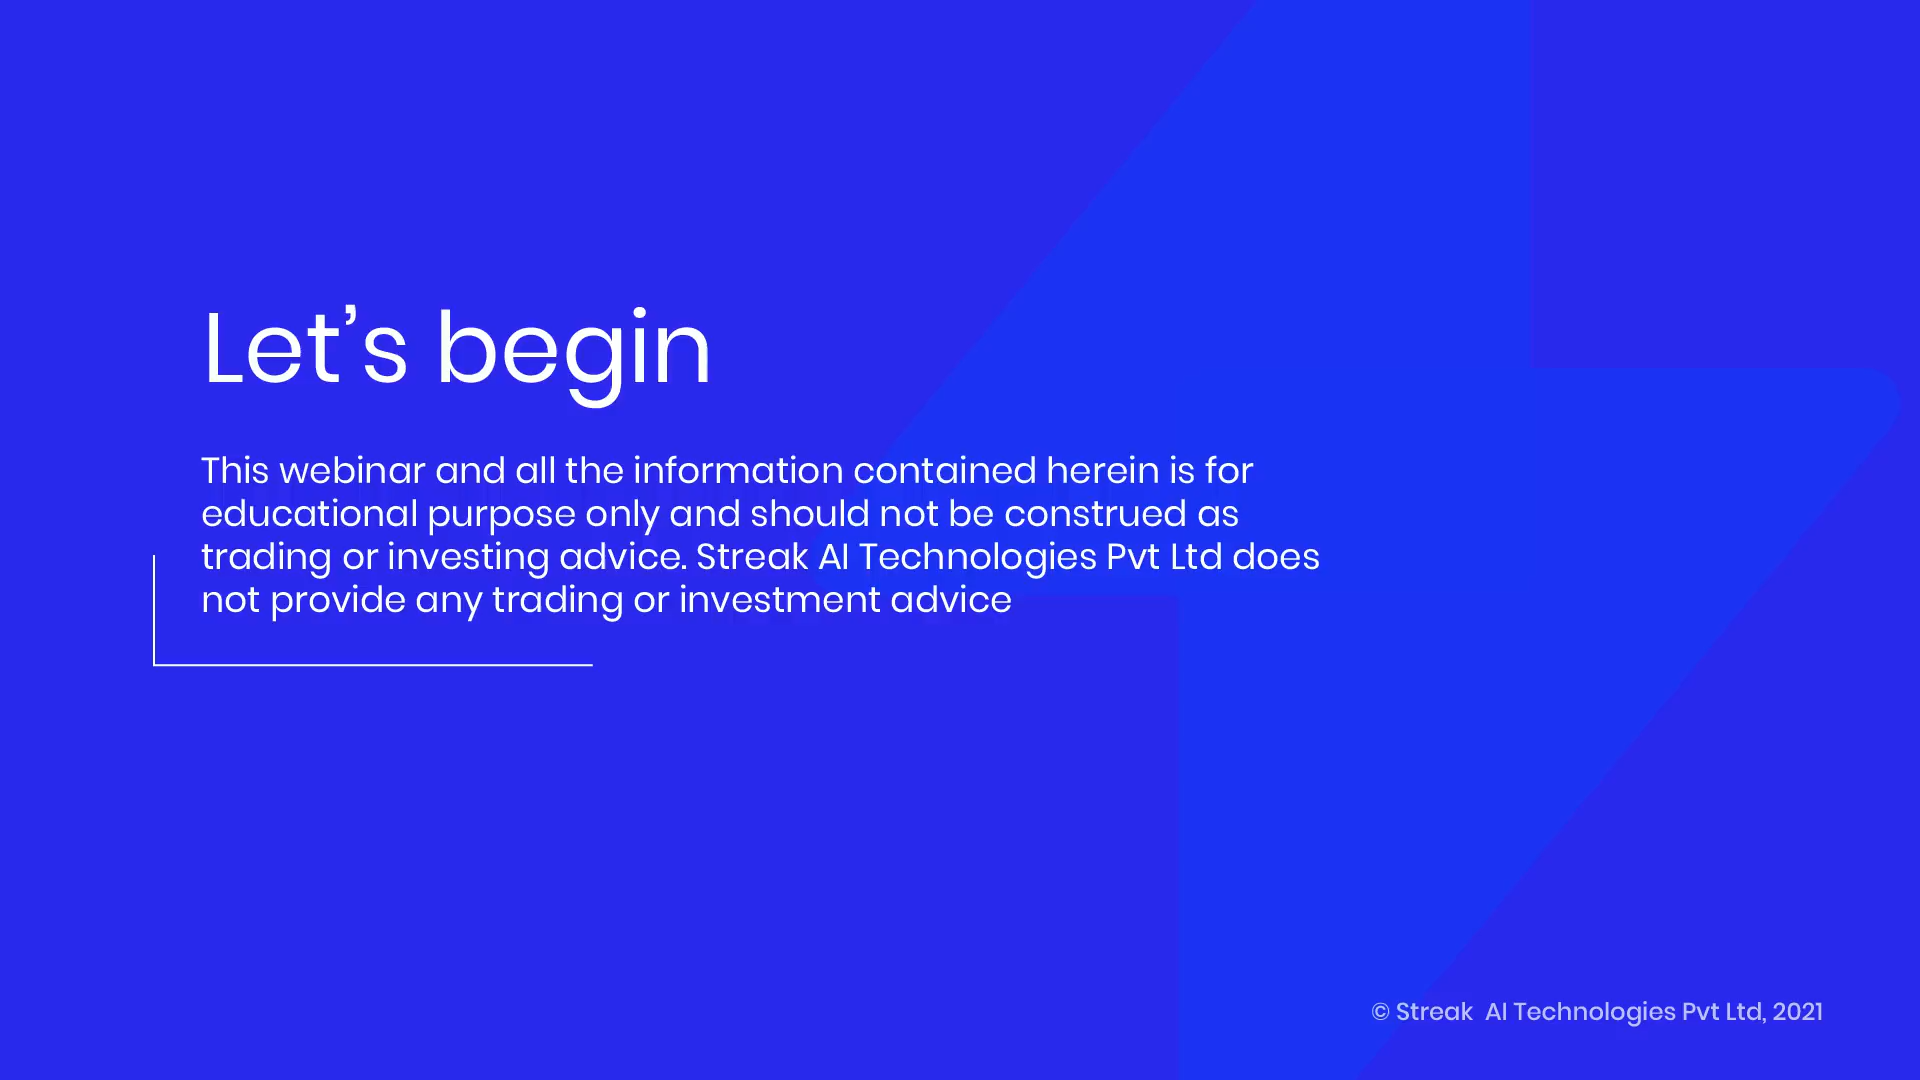 Let’s begin
This webinar and all the information contained herein is for
educational purpose only and should not be construed as
trading or investing advice. Streak AI Technologies Pvt Ltd does
not provide any trading or investment advice
© Streak  AI Technologies Pvt Ltd, 2021